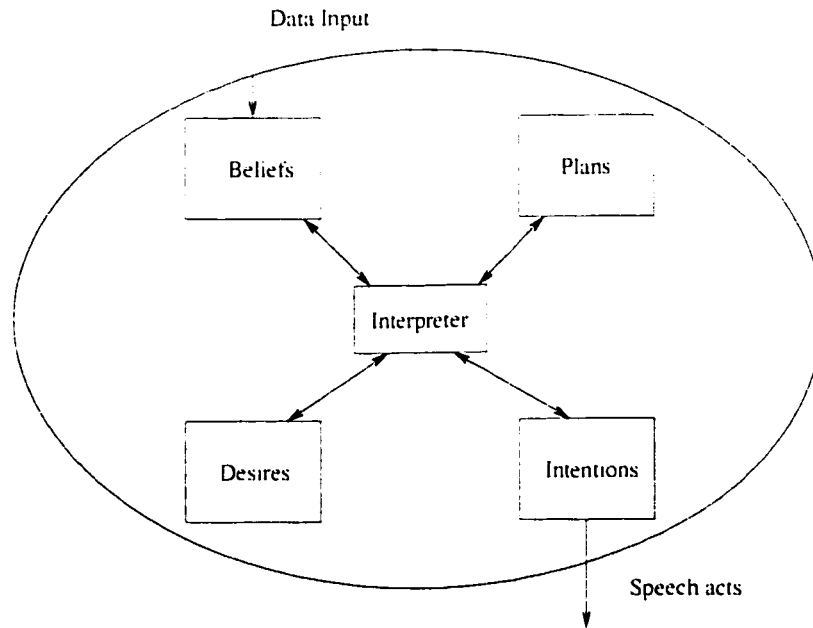 Data Input
Beliefs
Plans
Interpreter
Desires
Intentions
Speech acts